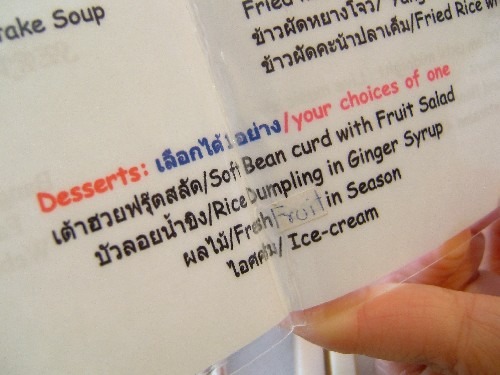 take Soup
Fried
ข้าวผัดหยางโจว/
ข้าวผัดคะน้าปลาเค็ม/Fried Rice
Desserts: เลือกได้1อย่าง/your choices of one
เต้าฮวยฟรุ๊ตสลัด/Soft Bean curd with Fruit Salad
บัวลอยน้ำขิง/Rice Dumpling in Ginger Syrup
ผลไม้/Fresh Fruit in Season
ไอศครีม/ Ice-cream